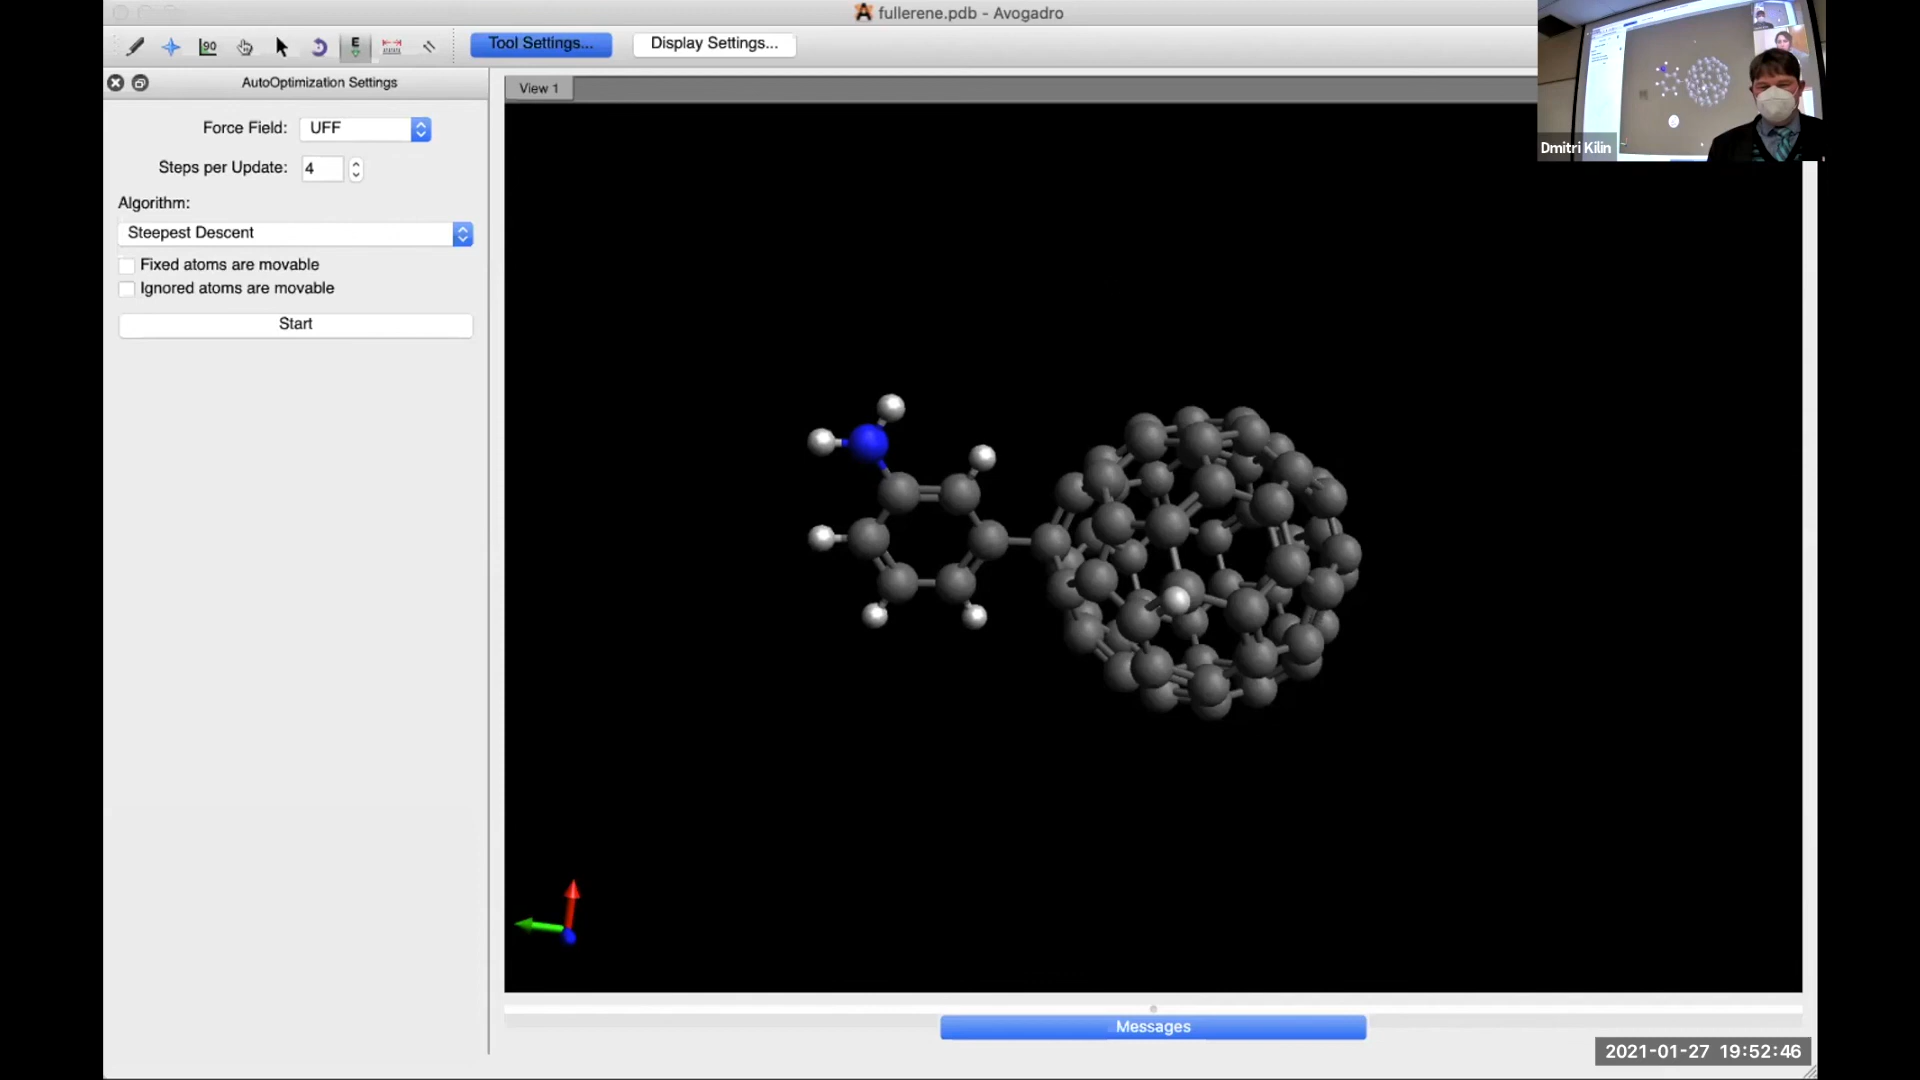 fullerene.pdb - Avogadro
90
E
Tool Settings...
Display Settings...
AutoOptimization Settings
View 1
Force Field:
UFF
Steps per Update:
4
Algorithm:
Steepest Descent
Fixed atoms are movable
Ignored atoms are movable
Start
Dmitri Kilin
Messages
2021-01-27 19:52:46